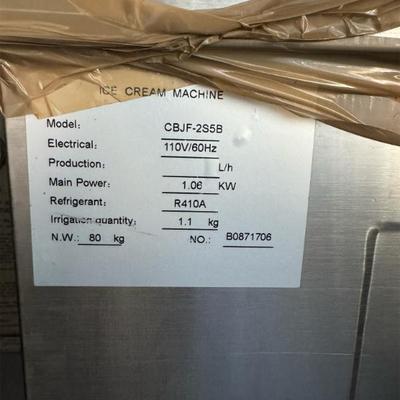 ICE CREAM MACHINE
Model: CBJF-2S5B
Electrical: 110V/60Hz
Production: L/h
Main Power: 1.06 KW
Refrigerant: R410A
Irrigation quantity: 1.1 kg
N.W.: 80 kg NO.: B0871706